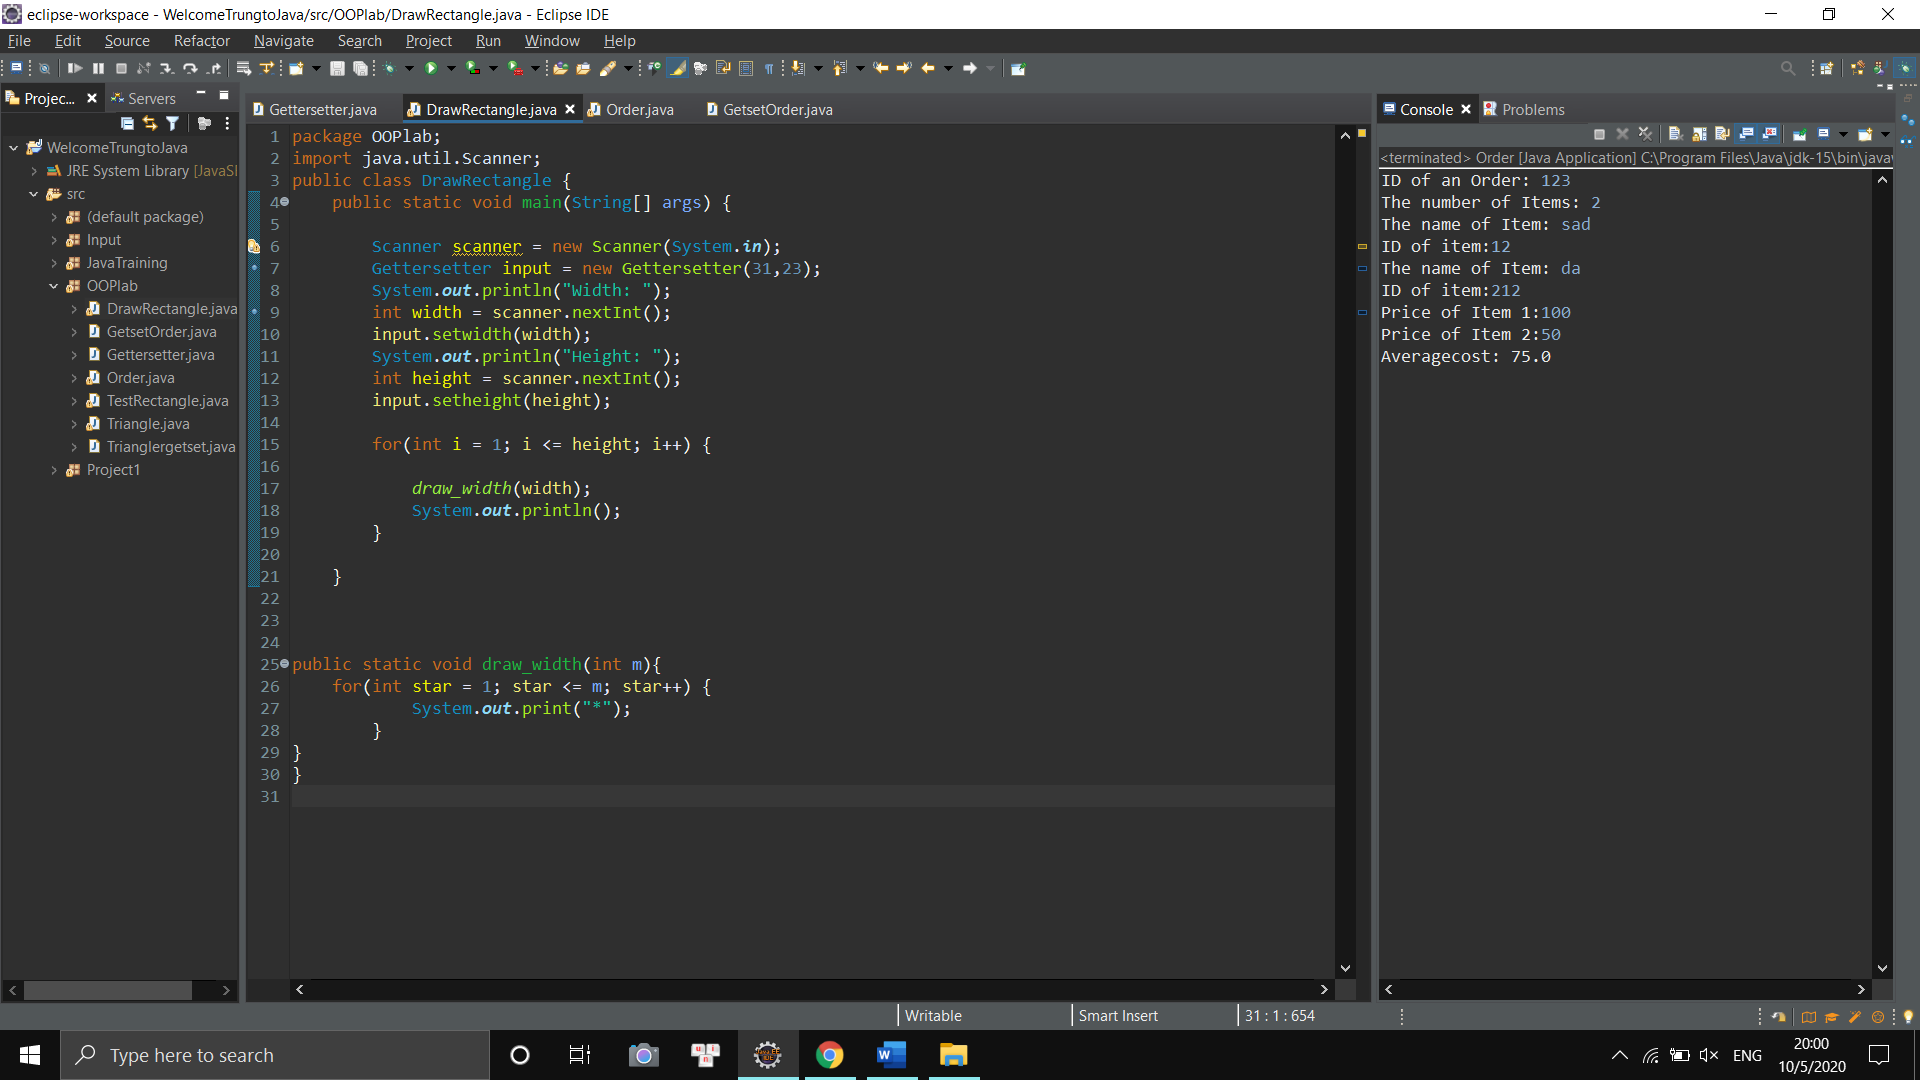 eclipse-workspace - WelcomeTrungtoJava/src/OOPlab/DrawRectangle.java - Eclipse IDE
File Edit Source Refactor Navigate Search Project Run Window Help
Projec... Servers
WelcomeTrungtoJava
JRE System Library [JavaSI
src
(default package)
Input
JavaTraining
OOPlab
DrawRectangle.java
GetsetOrder.java
Gettersetter.java
Order.java
TestRectangle.java
Triangle.java
Trianglergetset.java
Project1
Gettersetter.java DrawRectangle.java Order.java GetsetOrder.java
1 package OOPlab;
2 import java.util.Scanner;
3 public class DrawRectangle {
4 public static void main(String[] args) {
5
6 Scanner scanner = new Scanner(System.in);
7 Gettersetter input = new Gettersetter(31,23);
8 System.out.println("Width: ");
9 int width = scanner.nextInt();
10 input.setwidth(width);
11 System.out.println("Height: ");
12 int height = scanner.nextInt();
13 input.setheight(height);
14
15 for(int i = 1; i <= height; i++) {
16
17 draw_width(width);
18 System.out.println();
19 }
20
21 }
22
23
24
25 public static void draw_width(int m){
26 for(int star = 1; star <= m; star++) {
27 System.out.print("*");
28 }
29 }
30 }
31
Console Problems
<terminated> Order [Java Application] C:\Program Files\Java\jdk-15\bin\javaw
ID of an Order: 123
The number of Items: 2
The name of Item: sad
ID of item:12
The name of Item: da
ID of item:212
Price of Item 1:100
Price of Item 2:50
Averagecost: 75.0
Writable Smart Insert 31 : 1 : 654
Type here to search
ENG
20:00
10/5/2020